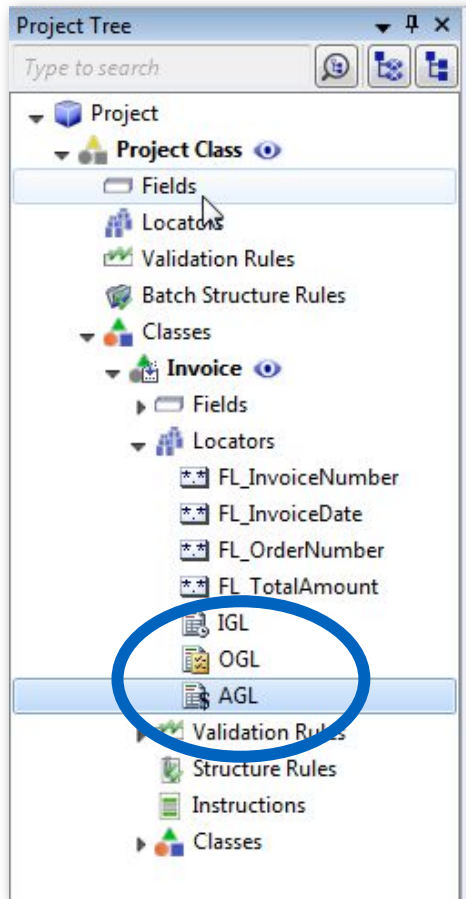 Project Tree
Type to search
Project
Project Class
Fields
Locators
Validation Rules
Batch Structure Rules
Classes
Invoice
Fields
Locators
FL_InvoiceNumber
FL_InvoiceDate
FL_OrderNumber
FL_TotalAmount
IGL
OGL
AGL
Validation Rules
Structure Rules
Instructions
Classes